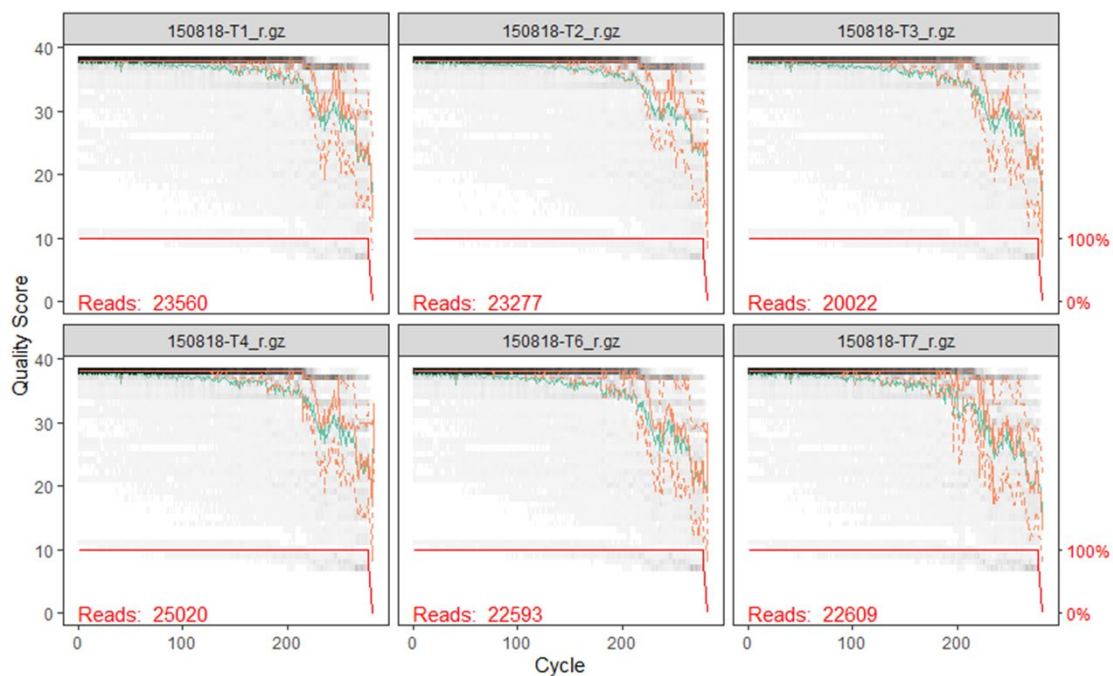 150818-T1_r.gz 150818-T2_r.gz 150818-T3_r.gz
40
30
20
10 100%
0 Reads: 23560 Reads: 23277 Reads: 20022 0%
Quality Score
150818-T4_r.gz 150818-T6_r.gz 150818-T7_r.gz
40
30
20
10 100%
0 Reads: 25020 Reads: 22593 Reads: 22609 0%
0 100 200 0 100 200 0 100 200
Cycle